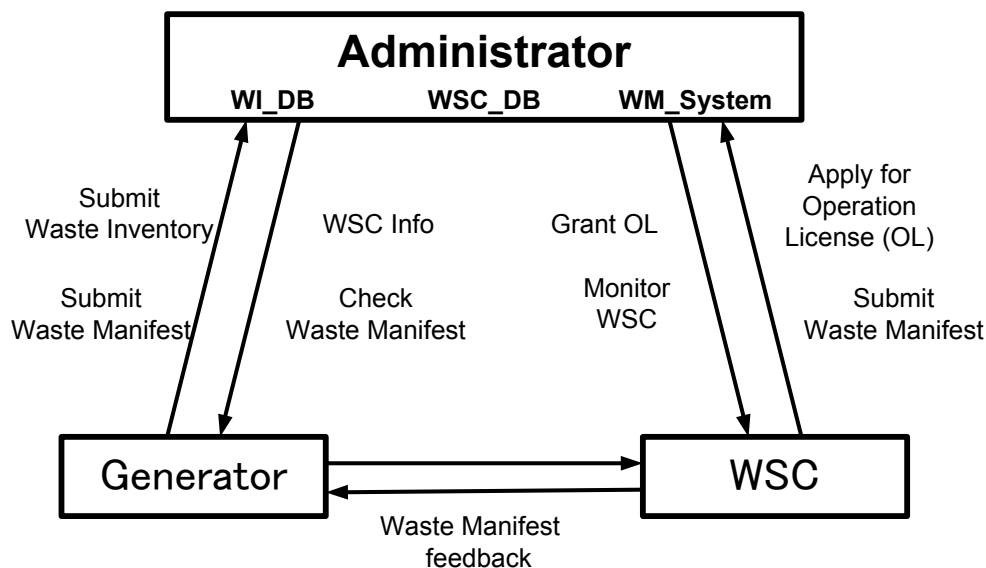 Administrator
WI_DB WSC_DB WM_System
Submit
Waste Inventory
WSC Info
Grant OL
Apply for
Operation
License (OL)
Submit
Waste Manifest
Check
Waste Manifest
Monitor
WSC
Submit
Waste Manifest
Generator
WSC
Waste Manifest
feedback